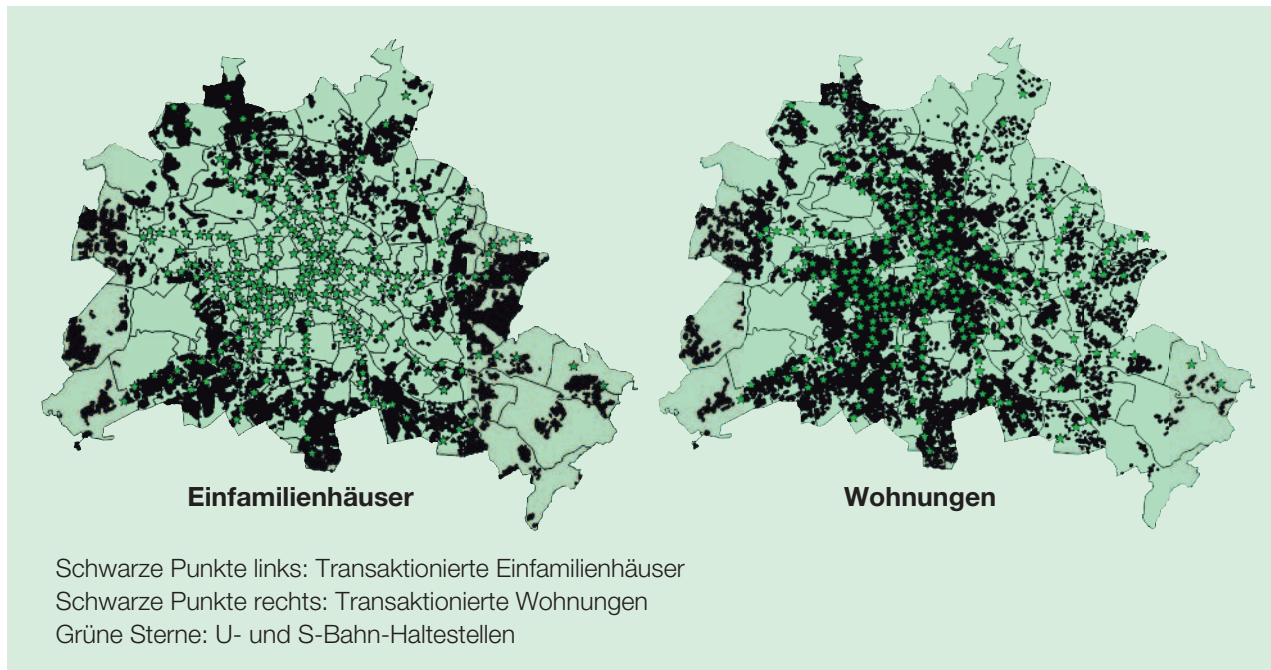 Einfamilienhäuser
Wohnungen
Schwarze Punkte links: Transaktionierte Einfamilienhäuser
Schwarze Punkte rechts: Transaktionierte Wohnungen
Grüne Sterne: U- und S-Bahn-Haltestellen